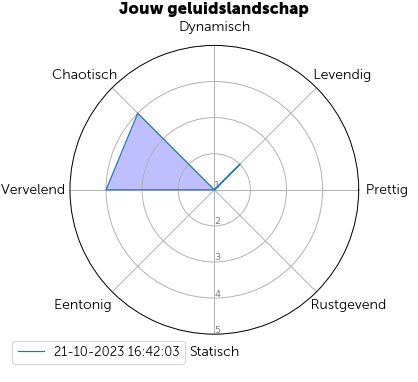 Jouw geluidslandschap
Dynamisch
Chaotisch
Levendig
Vervelend
1
Prettig
2
3
Eentonig
4
Rustgevend
5
21-10-2023 16:42:03
Statisch